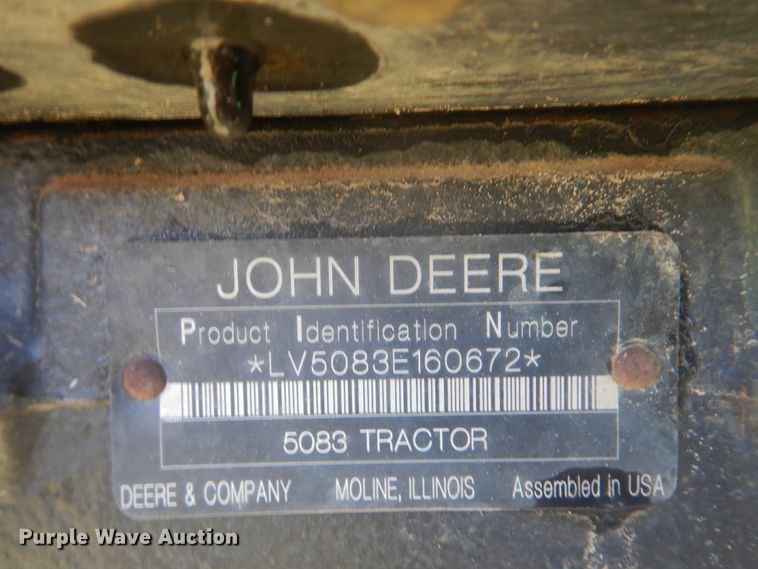 JOHN DEERE
Product Identification Number
*LV5083E160672*
5083 TRACTOR
DEERE & COMPANY MOLINE, ILLINOIS Assembled in USA
Purple Wave Auction